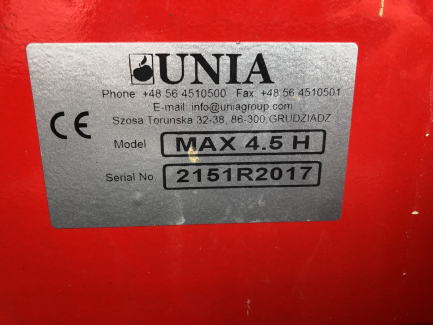 UNIA
Phone: +48 56 4510500 Fax +48 56 4510501
E-mail: info@uniagroup.com
Szosa Torunska 32-38, 86-300 GRUDZIADZ
CE
Model MAX 4.5 H
Serial No 2151R2017